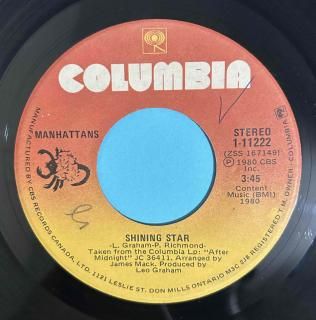 COLUMBIA
MANHATTANS
STEREO
1-11222
(ZSS 167149)
℗ 1980 CBS
Inc.
3:45
Content
Music (BMI)
1980
SHINING STAR
-L. Graham-P. Richmond-
Taken from the Columbia Lp: "After
Midnight" JC 36411, Arranged by
James Mack. Produced by
Leo Graham
MANUFACTURED BY CBS RECORDS CANADA, LTD. 1121 LESLIE ST. DON MILLS ONTARIO M3C 2J8 REGISTERED T.M. OWNER-COLUMBIA